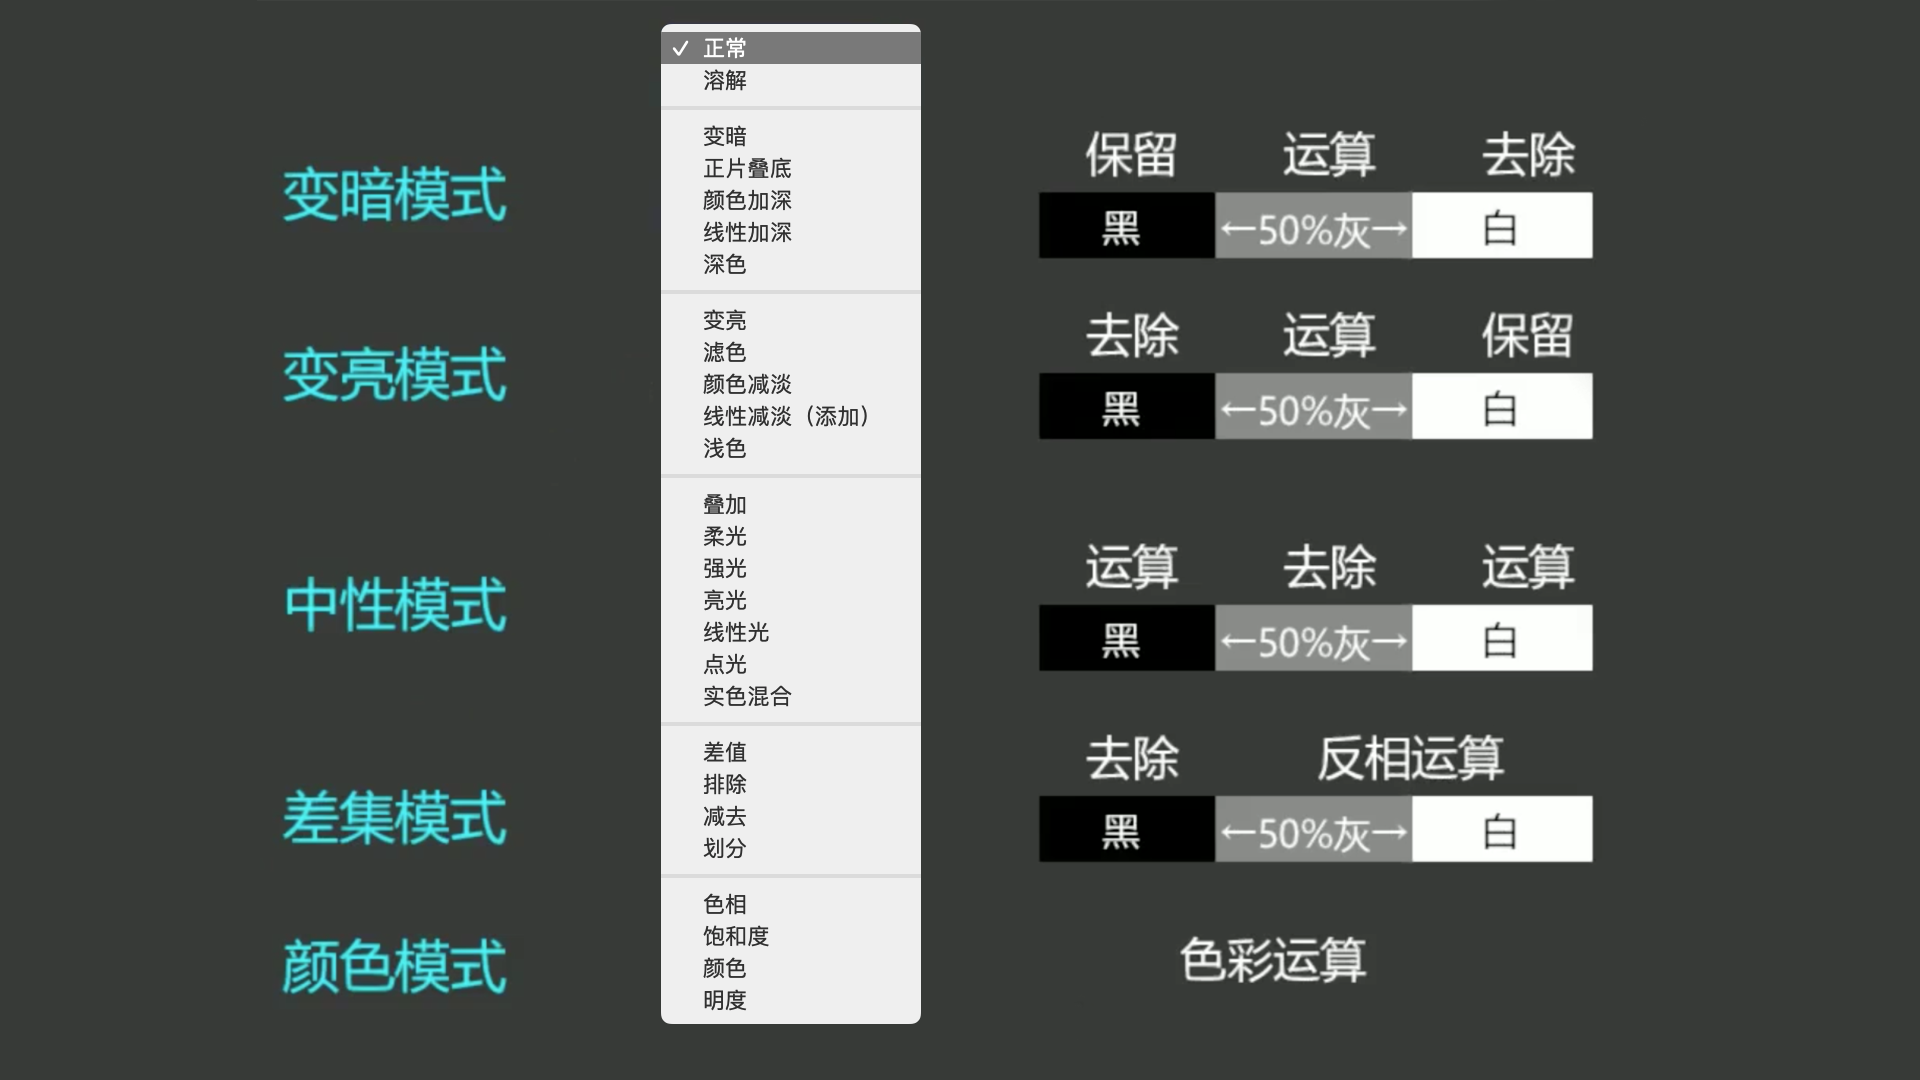 变暗模式
变亮模式
中性模式
差集模式
颜色模式
✓ 正常
溶解
变暗
正片叠底
颜色加深
线性加深
深色
变亮
滤色
颜色减淡
线性减淡（添加）
浅色
叠加
柔光
强光
亮光
线性光
点光
实色混合
差值
排除
减去
划分
色相
饱和度
颜色
明度
保留 运算 去除
黑 ←50%灰→ 白
去除 运算 保留
黑 ←50%灰→ 白
运算 去除 运算
黑 ←50%灰→ 白
去除 反相运算
黑 ←50%灰→ 白
色彩运算